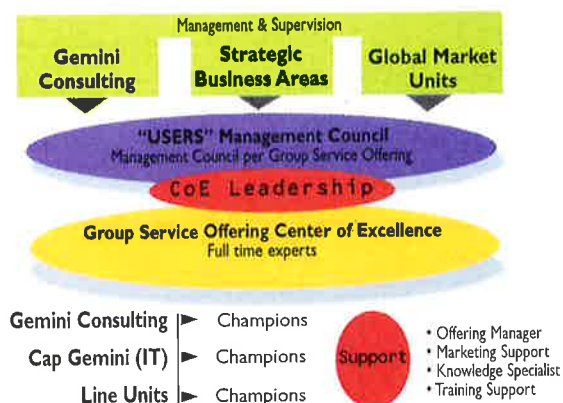 Management & Supervision
Gemini Consulting
Strategic Business Areas
Global Market Units
"USERS" Management Council
Management Council per Group Service Offering
CoE Leadership
Group Service Offering Center of Excellence
Full time experts
Gemini Consulting Champions
Cap Gemini (IT) Champions
Line Units Champions
Support
• Offering Manager
• Marketing Support
• Knowledge Specialist
• Training Support